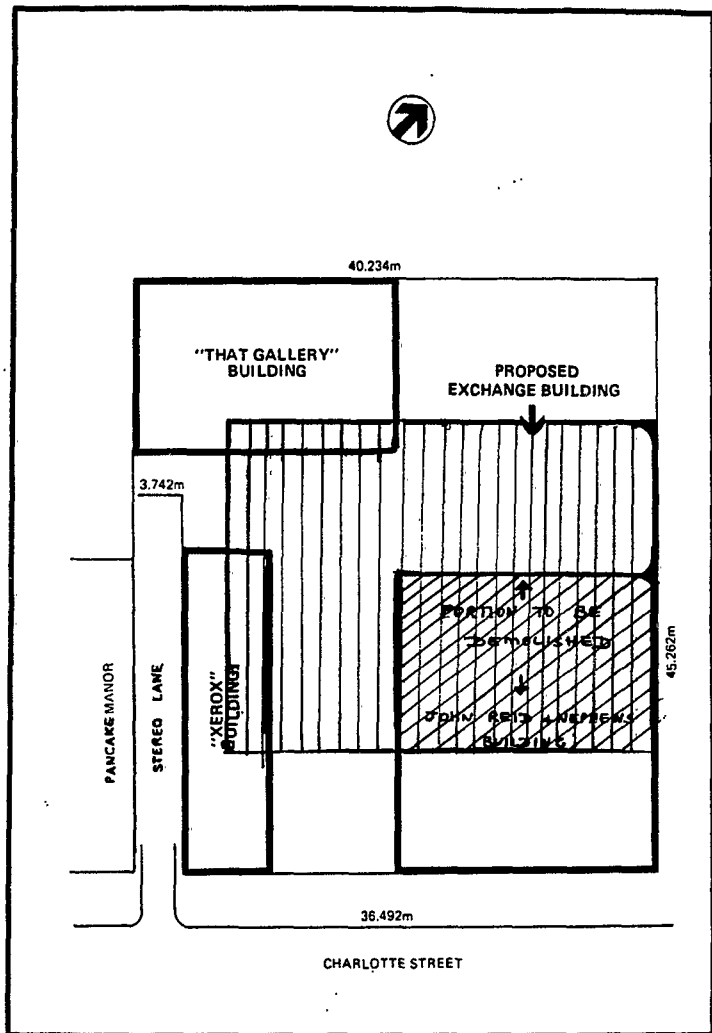 40.234m
"THAT GALLERY"
BUILDING
PROPOSED
EXCHANGE BUILDING
3.742m
PORTION TO BE
DEMOLISHED
JOHN REID & NEPHEWS
BUILDING
45.262m
PANCAKE MANOR
STEREO LANE
"XEROX"
BUILDING
36.492m
CHARLOTTE STREET